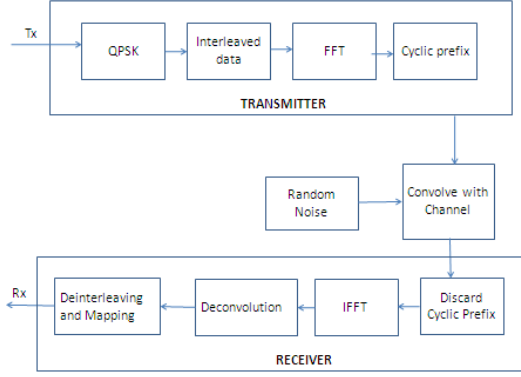 Tx
QPSK
Interleaved
data
FFT
Cyclic prefix
TRANSMITTER
Random
Noise
Convolve with
Channel
Rx
Deinterleaving
and Mapping
Deconvolution
IFFT
Discard
Cyclic Prefix
RECEIVER